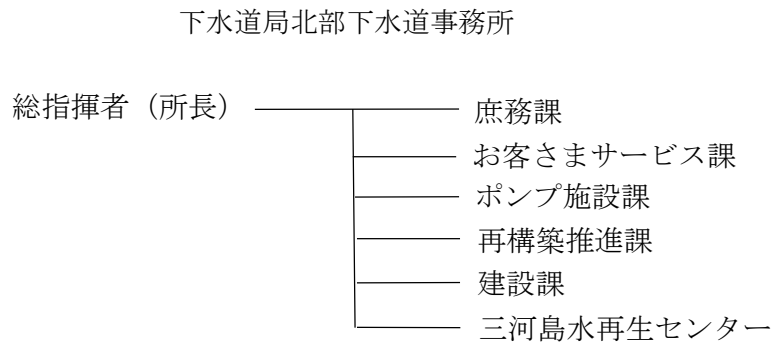 下水道局北部下水道事務所
総指揮者（所長）
庶務課
お客さまサービス課
ポンプ施設課
再構築推進課
建設課
三河島水再生センター